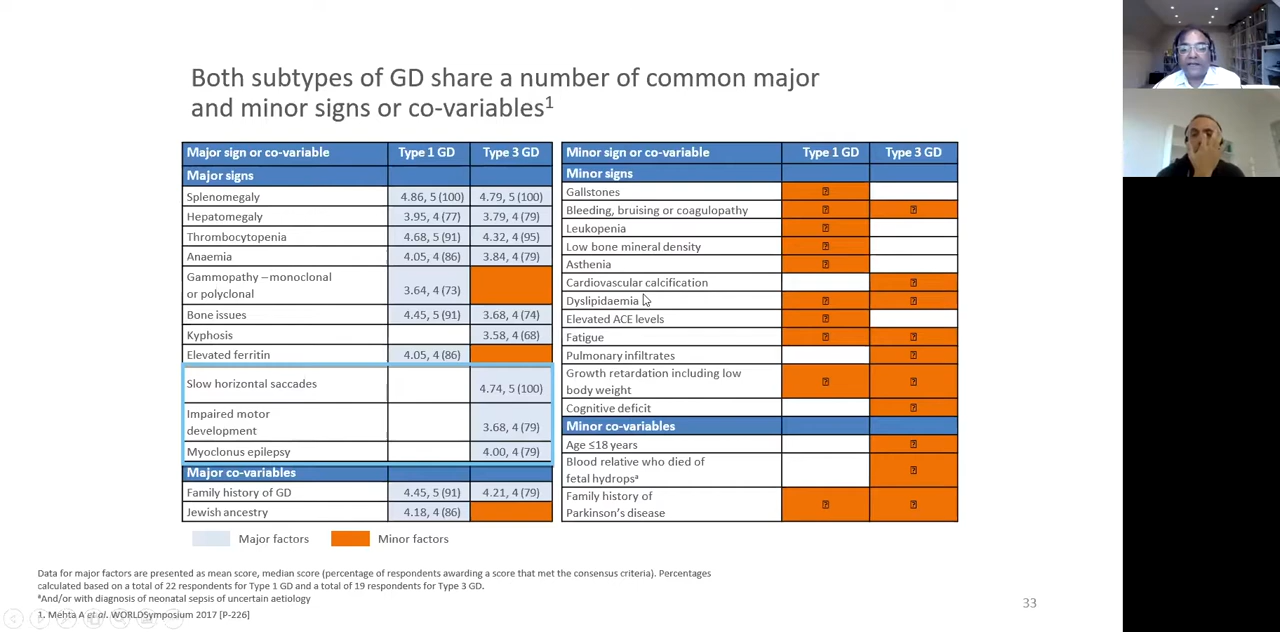 Both subtypes of GD share a number of common major
and minor signs or co-variables1
Major sign or co-variable Type 1 GD Type 3 GD
Major signs
Splenomegaly 4.86, 5 (100) 4.79, 5 (100)
Hepatomegaly 3.95, 4 (77) 3.79, 4 (79)
Thrombocytopenia 4.68, 5 (91) 4.32, 4 (95)
Anaemia 4.05, 4 (86) 3.84, 4 (79)
Gammopathy – monoclonal
or polyclonal 3.64, 4 (73)
Bone issues 4.45, 5 (91) 3.68, 4 (74)
Kyphosis 3.58, 4 (68)
Elevated ferritin 4.05, 4 (86)
Slow horizontal saccades 4.74, 5 (100)
Impaired motor
development 3.68, 4 (79)
Myoclonus epilepsy 4.00, 4 (79)
Major co-variables
Family history of GD 4.45, 5 (91) 4.21, 4 (79)
Jewish ancestry 4.18, 4 (86)
Major factors Minor factors
Minor sign or co-variable Type 1 GD Type 3 GD
Minor signs
Gallstones ⍰
Bleeding, bruising or coagulopathy ⍰ ⍰
Leukopenia ⍰
Low bone mineral density ⍰
Asthenia ⍰
Cardiovascular calcification ⍰
Dyslipidaemia ⍰ ⍰
Elevated ACE levels ⍰
Fatigue ⍰ ⍰
Pulmonary infiltrates ⍰
Growth retardation including low
body weight ⍰ ⍰
Cognitive deficit ⍰
Minor co-variables
Age ≤18 years ⍰
Blood relative who died of
fetal hydropsa ⍰
Family history of
Parkinson's disease ⍰ ⍰
Data for major factors are presented as mean score, median score (percentage of respondents awarding a score that met the consensus criteria). Percentages
calculated based on a total of 22 respondents for Type 1 GD and a total of 19 respondents for Type 3 GD.
aAnd/or with diagnosis of neonatal sepsis of uncertain aetiology
1. Mehta A et al. WORLDSymposium 2017 [P-226]
33